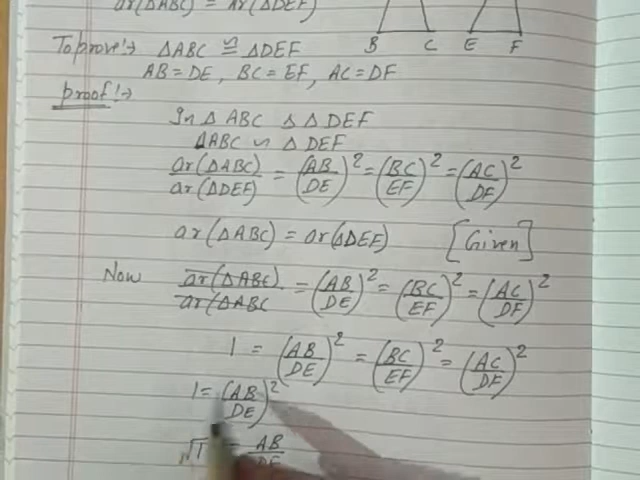 ar(ΔABC) = Ar(ΔDEF)
B C E F
To prove:→ ΔABC ≅ ΔDEF
AB = DE, BC = EF, AC = DF
proof:→
In Δ ABC & Δ DEF
ΔABC ∽ Δ DEF
ar(ΔABC)/ar(ΔDEF) = (AB/DE)² = (BC/EF)² = (AC/DF)²
ar(ΔABC) = ar(ΔDEF) [Given]
Now ar(ΔABC)/ar(ΔABC = (AB/DE)² = (BC/EF)² = (AC/DF)²
1 = (AB/DE)² = (BC/EF)² = (AC/DF)²
1 = (AB/DE)²
√1 = AB/DE